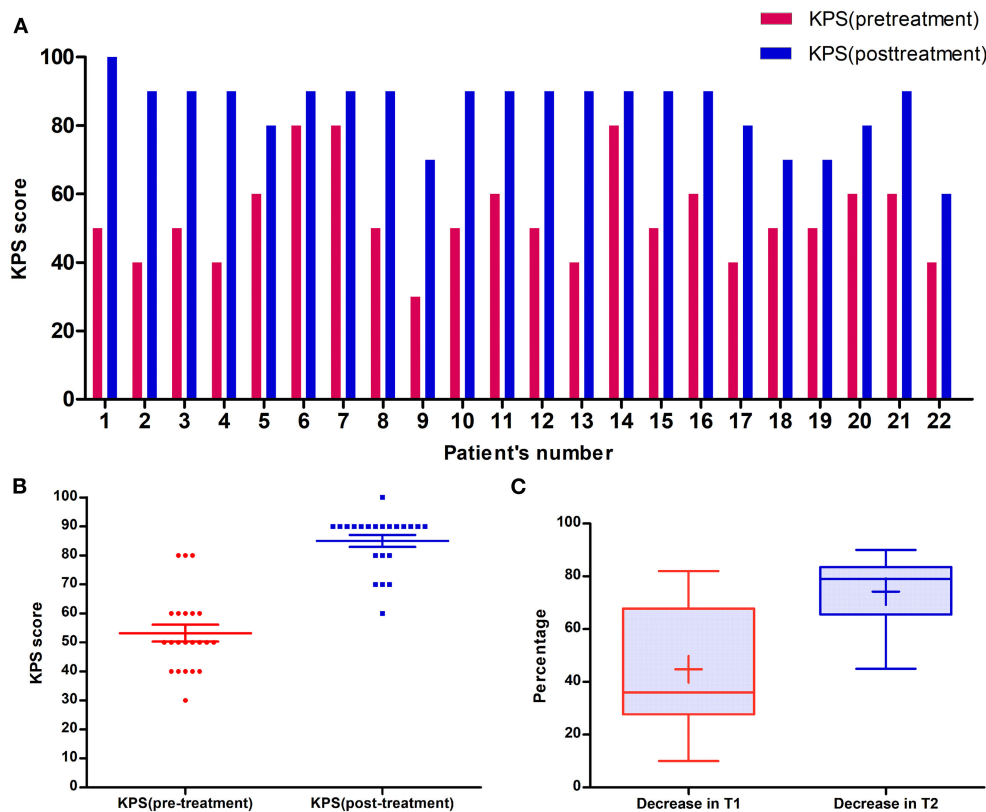 A
KPS(pretreatment)
KPS(posttreatment)
KPS score
100
80
60
40
20
0
1 2 3 4 5 6 7 8 9 10 11 12 13 14 15 16 17 18 19 20 21 22
Patient's number
B
KPS score
100
90
80
70
60
50
40
30
20
10
0
KPS(pre-treatment) KPS(post-treatment)
C
Percentage
100
80
60
40
20
0
Decrease in T1 Decrease in T2